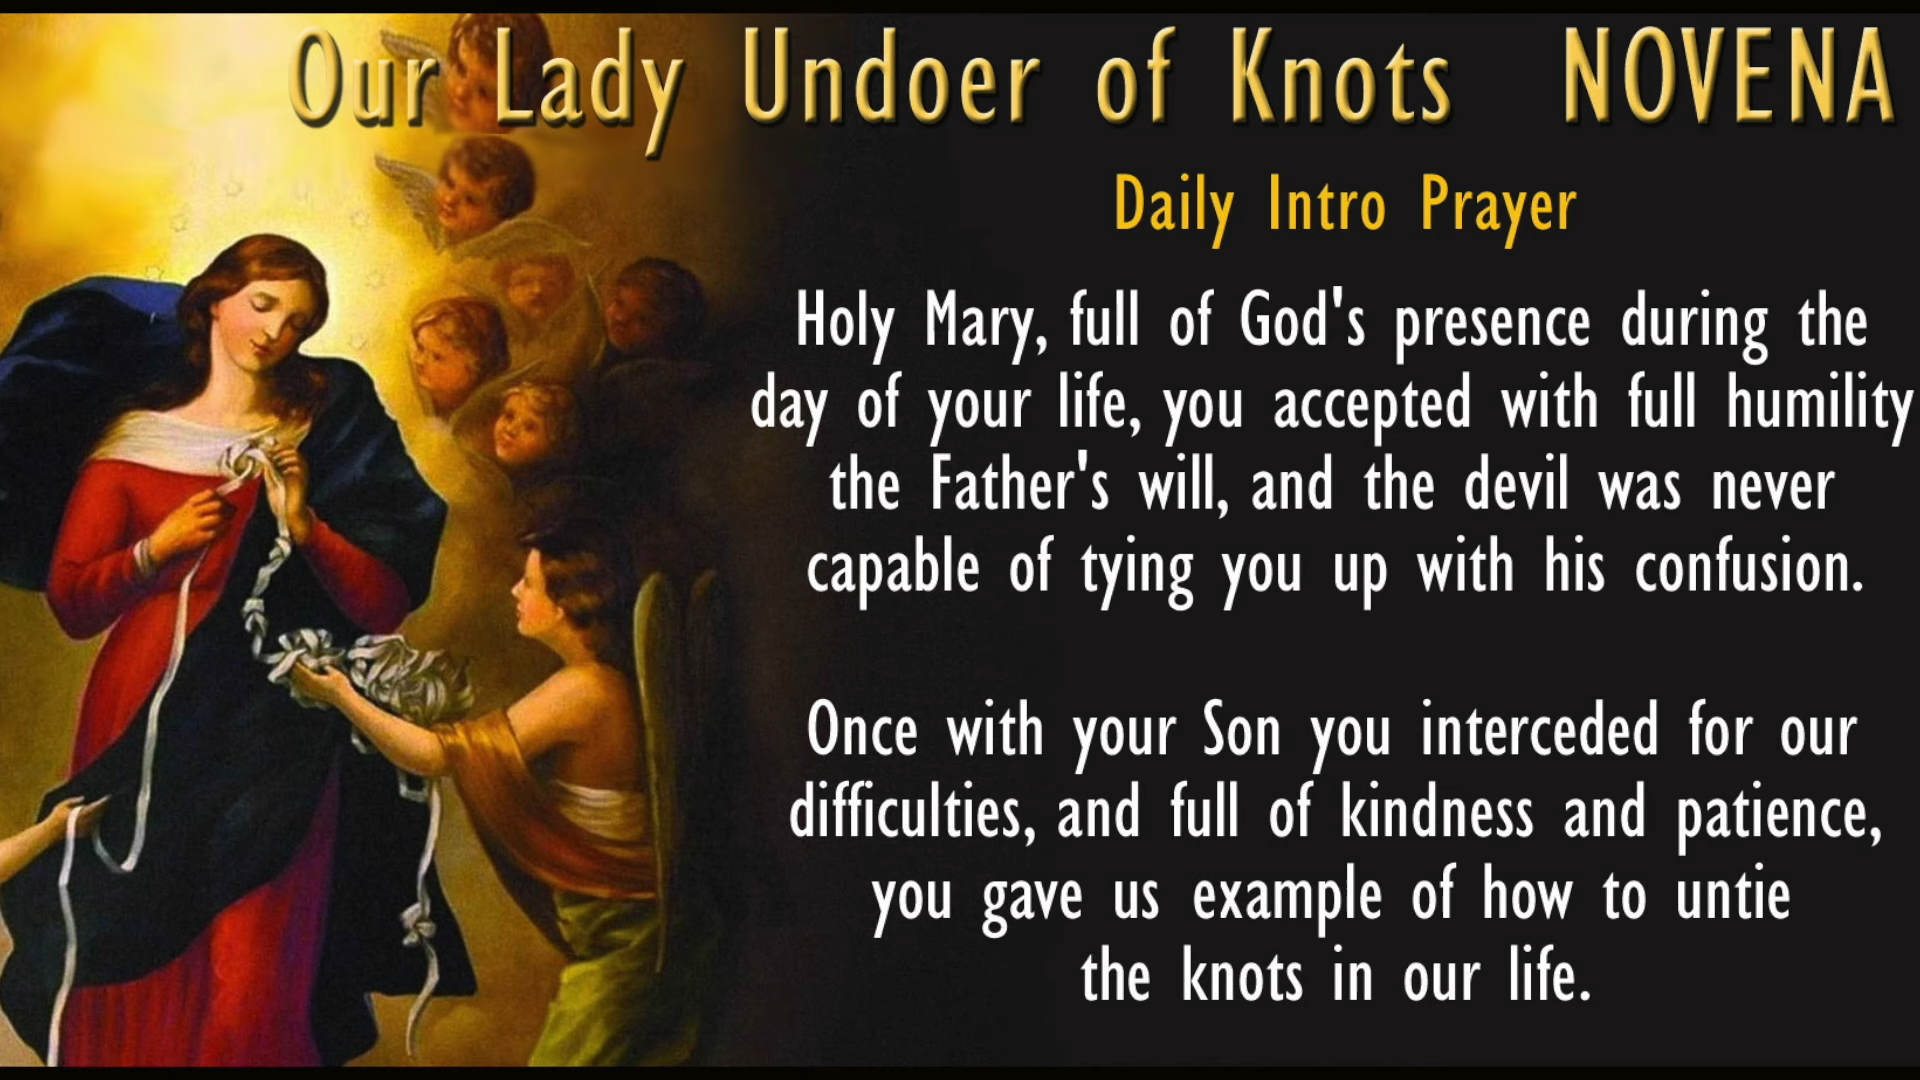 Our Lady Undoer of Knots NOVENA
Daily Intro Prayer
Holy Mary, full of God's presence during the
day of your life, you accepted with full humility
the Father's will, and the devil was never
capable of tying you up with his confusion.
Once with your Son you interceded for our
difficulties, and full of kindness and patience,
you gave us example of how to untie
the knots in our life.